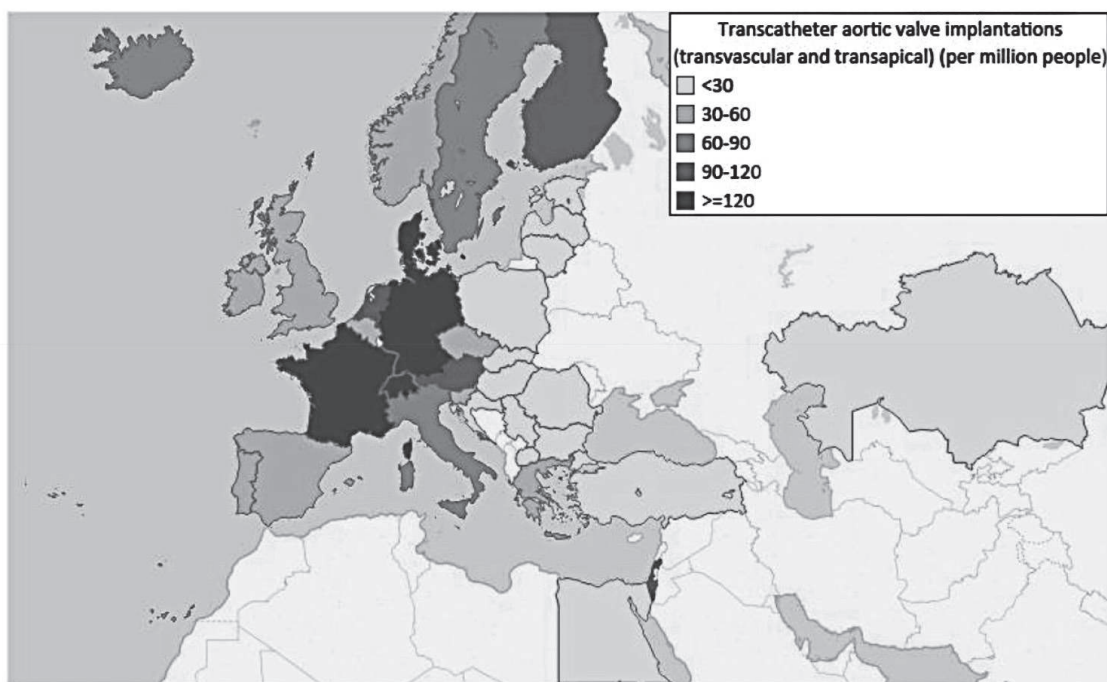 Transcatheter aortic valve implantations
(transvascular and transapical) (per million people)
<30
30-60
60-90
90-120
>=120